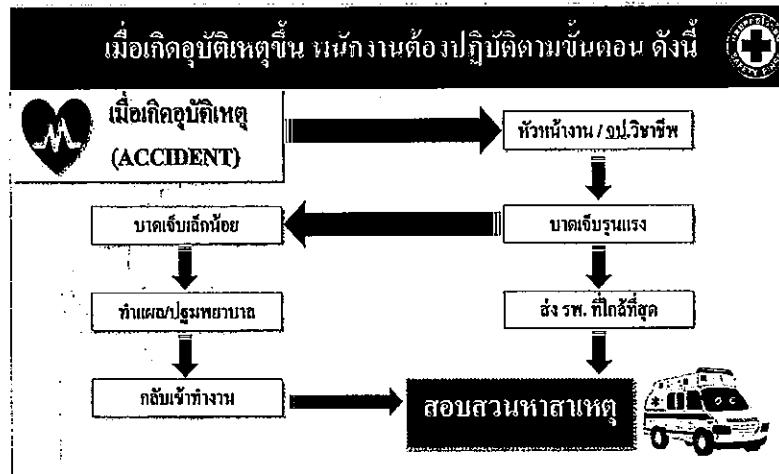 เมื่อเกิดอุบัติเหตุขึ้น พนักงานต้องปฏิบัติตามขั้นตอน ดังนี้
SAFETY FIRST
เมื่อเกิดอุบัติเหตุ
(ACCIDENT)
หัวหน้างาน / จป.วิชาชีพ
บาดเจ็บเล็กน้อย
บาดเจ็บรุนแรง
ทำแผล/ปฐมพยาบาล
ส่ง รพ. ที่ใกล้ที่สุด
กลับเข้าทำงาน
สอบสวนหาสาเหตุ